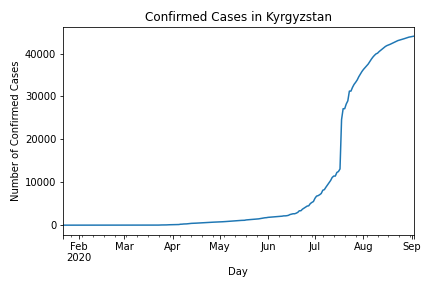 Confirmed Cases in Kyrgyzstan
Number of Confirmed Cases
40000
30000
20000
10000
0
Feb Mar Apr May Jun Jul Aug Sep
2020
Day